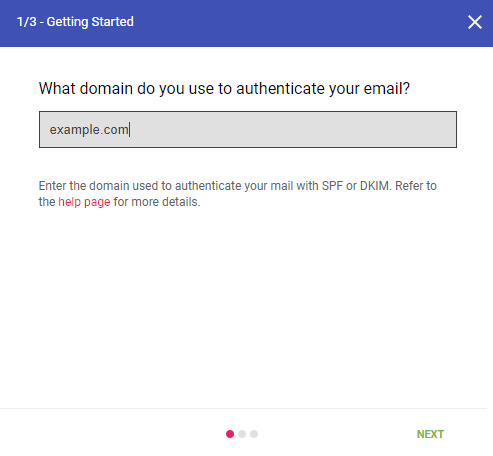 1/3 - Getting Started
What domain do you use to authenticate your email?
example.com
Enter the domain used to authenticate your mail with SPF or DKIM. Refer to
the help page for more details.
NEXT